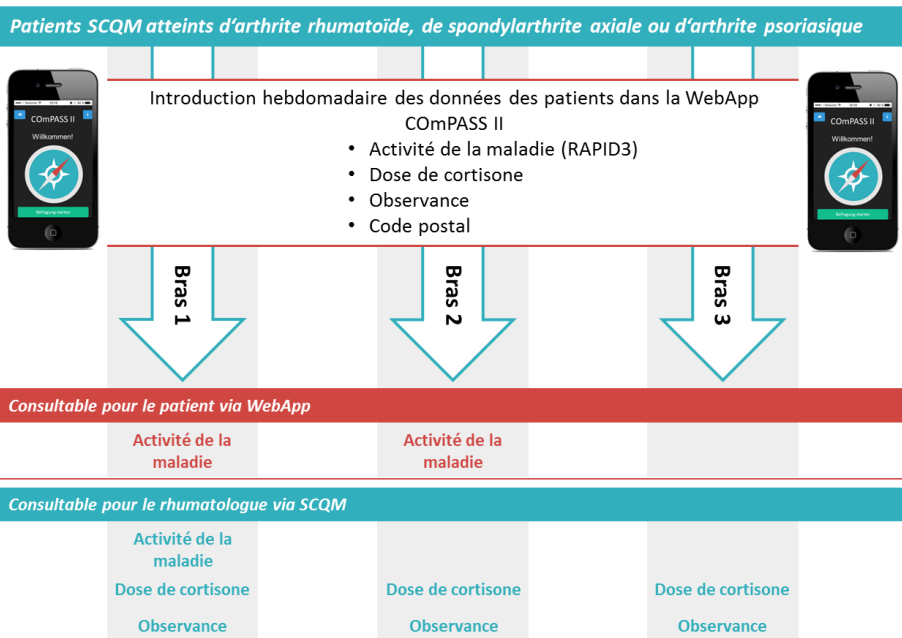 Patients SCQM atteints d'arthrite rhumatoïde, de spondylarthrite axiale ou d'arthrite psoriasique
COmPASS II
Willkommen!
Befragung starten
Introduction hebdomadaire des données des patients dans la WebApp
COmPASS II
• Activité de la maladie (RAPID3)
• Dose de cortisone
• Observance
• Code postal
COmPASS II
Willkommen!
Befragung starten
Bras 1
Bras 2
Bras 3
Consultable pour le patient via WebApp
Activité de la
maladie
Activité de la
maladie
Consultable pour le rhumatologue via SCQM
Activité de la
maladie
Dose de cortisone
Dose de cortisone
Dose de cortisone
Observance
Observance
Observance